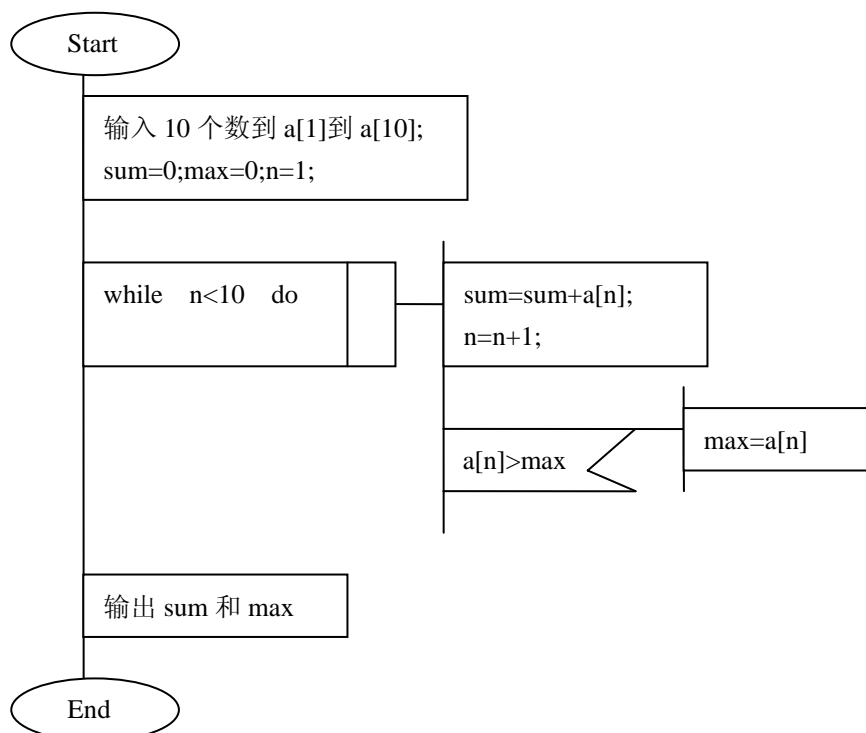 Start
输入 10 个数到 a[1]到 a[10];
sum=0;max=0;n=1;
while n<10 do
sum=sum+a[n];
n=n+1;
a[n]>max
max=a[n]
输出 sum 和 max
End